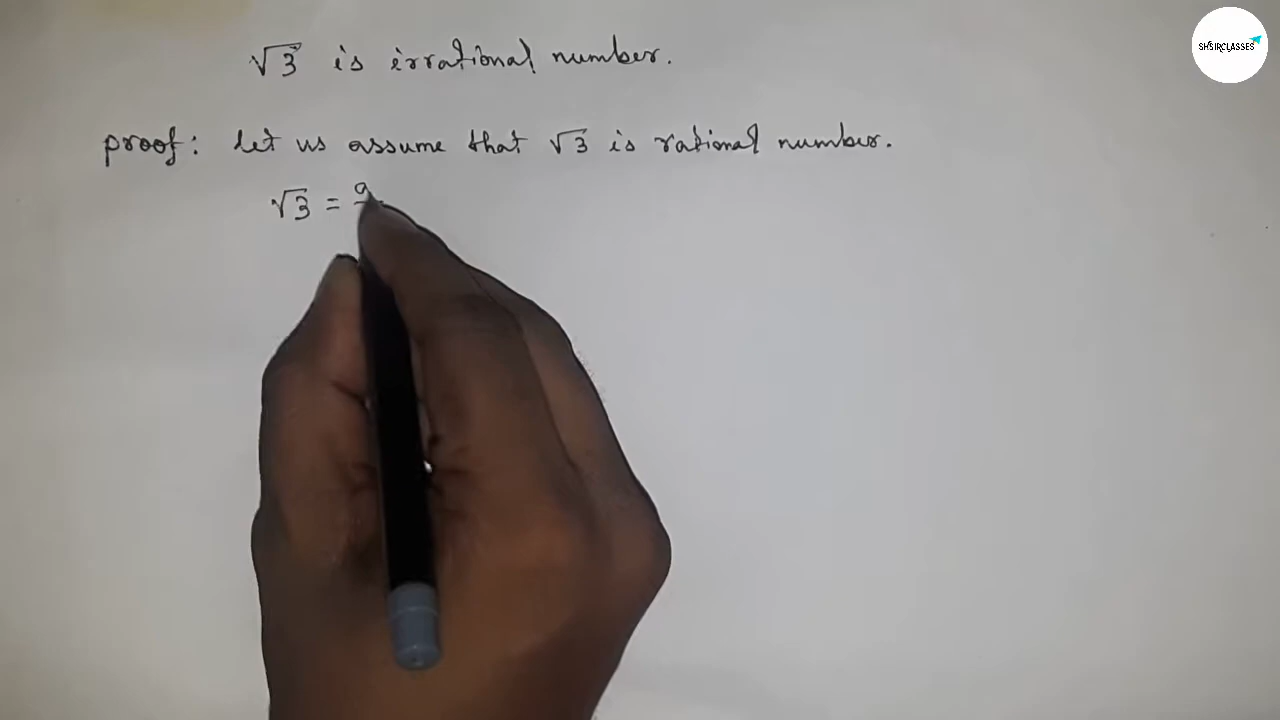 √3 is irrational number.
SHSIRCLASSES
proof: Let us assume that √3 is rational number.
√3 =